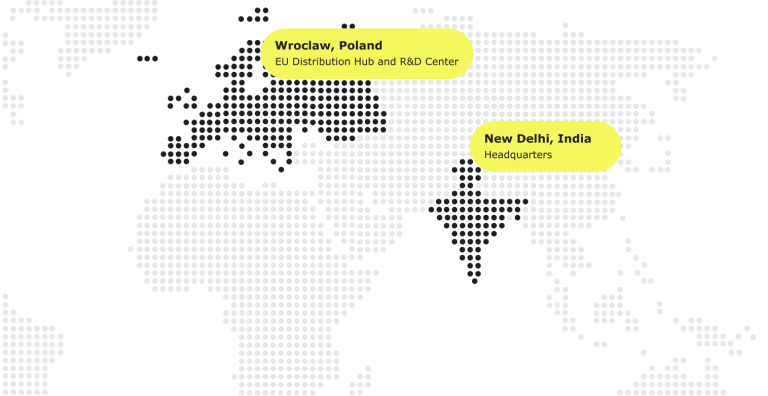 Wroclaw, Poland
EU Distribution Hub and R&D Center
New Delhi, India
Headquarters